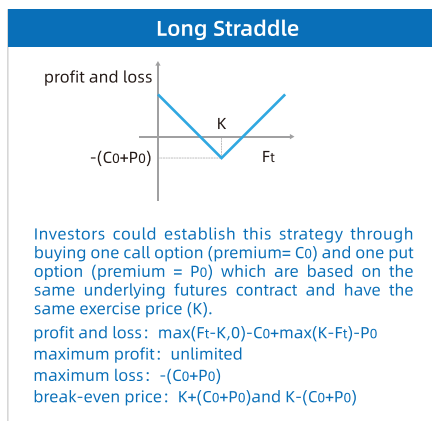 Long Straddle
profit and loss
K
-(C0+P0)
Ft
Investors could establish this strategy through
buying one call option (premium= C0) and one put
option (premium = P0) which are based on the
same underlying futures contract and have the
same exercise price (K).
profit and loss: max(Ft-K,0)-C0+max(K-Ft)-P0
maximum profit: unlimited
maximum loss: -(C0+P0)
break-even price: K+(C0+P0)and K-(C0+P0)